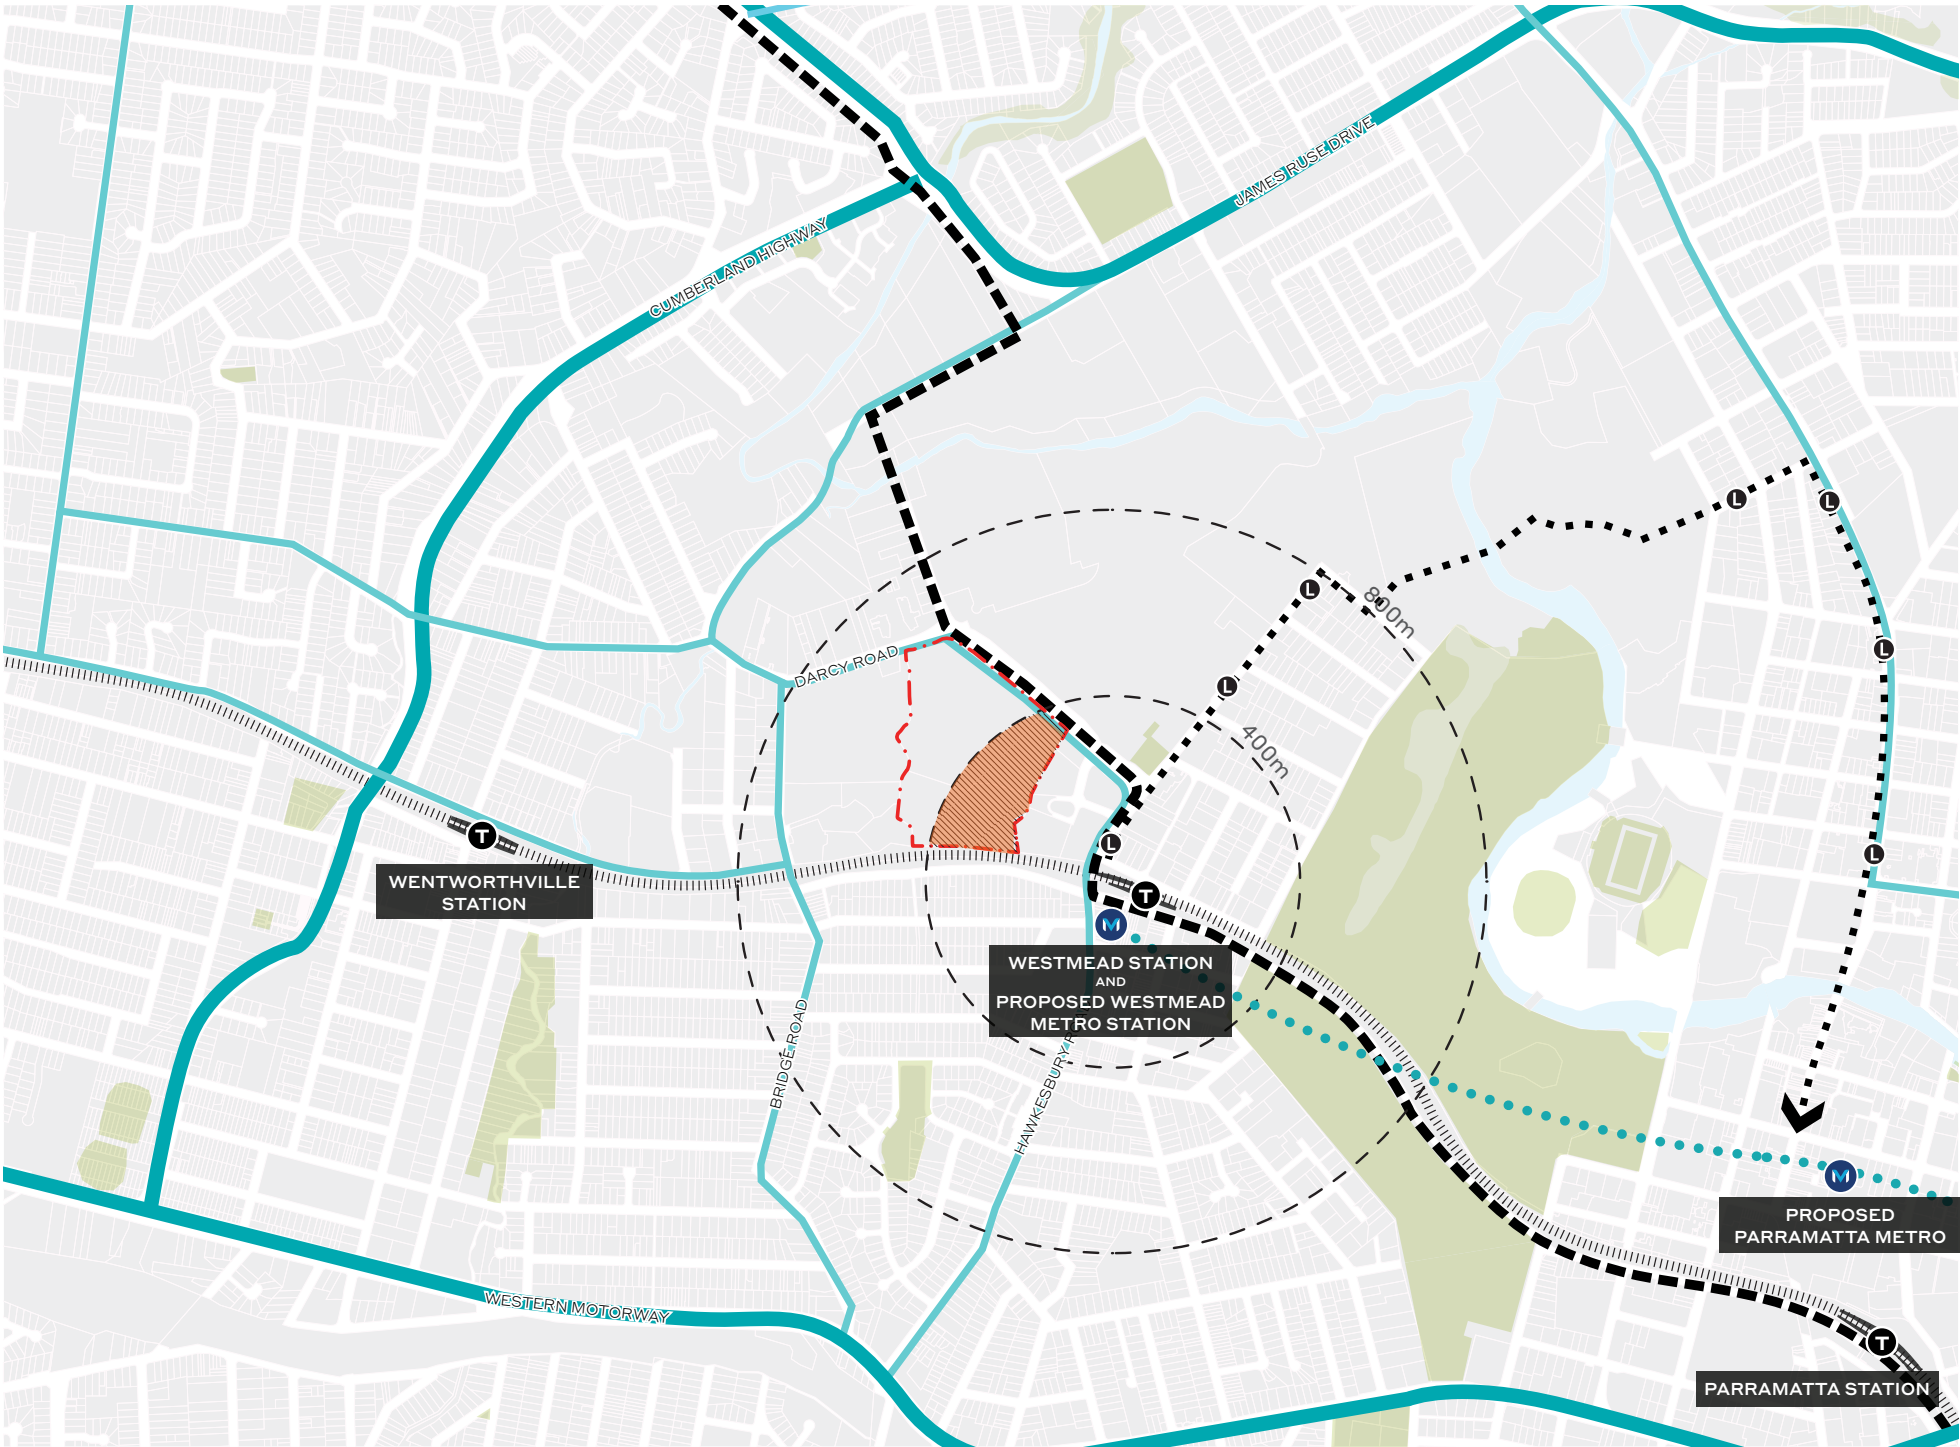 JAMES RUSE DRIVE
CUMBERLAND HIGHWAY
L
L
L
800m
L
L
DARCY ROAD
400m
T
WENTWORTHVILLE
STATION
L
L
T
M
WESTMEAD STATION
AND
PROPOSED WESTMEAD
METRO STATION
BRIDGE ROAD
HAWKESBURY
M
PROPOSED
PARRAMATTA METRO
WESTERN MOTORWAY
T
PARRAMATTA STATION